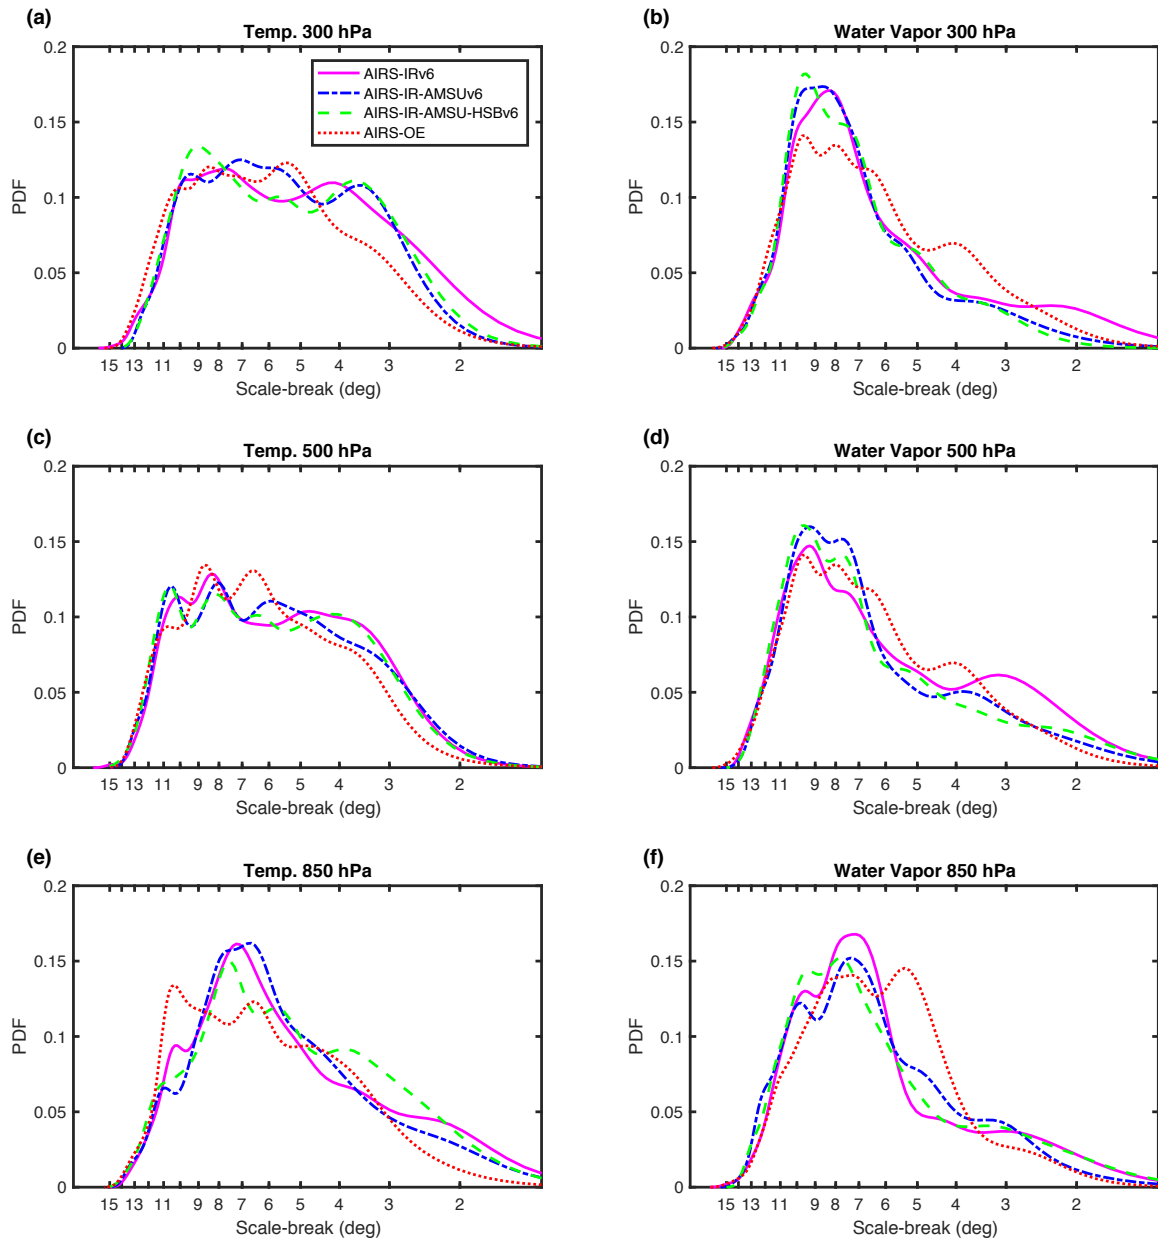 (a)
Temp. 300 hPa
0.2
0.15
0.1
0.05
0
PDF
AIRS-IRv6
AIRS-IR-AMSUv6
AIRS-IR-AMSU-HSBv6
AIRS-OE
15 13 11 9 8 7 6 5 4 3 2
Scale-break (deg)
(b)
Water Vapor 300 hPa
0.2
0.15
0.1
0.05
0
PDF
15 13 11 9 8 7 6 5 4 3 2
Scale-break (deg)
(c)
Temp. 500 hPa
0.2
0.15
0.1
0.05
0
PDF
15 13 11 9 8 7 6 5 4 3 2
Scale-break (deg)
(d)
Water Vapor 500 hPa
0.2
0.15
0.1
0.05
0
PDF
15 13 11 9 8 7 6 5 4 3 2
Scale-break (deg)
(e)
Temp. 850 hPa
0.2
0.15
0.1
0.05
0
PDF
15 13 11 9 8 7 6 5 4 3 2
Scale-break (deg)
(f)
Water Vapor 850 hPa
0.2
0.15
0.1
0.05
0
PDF
15 13 11 9 8 7 6 5 4 3 2
Scale-break (deg)